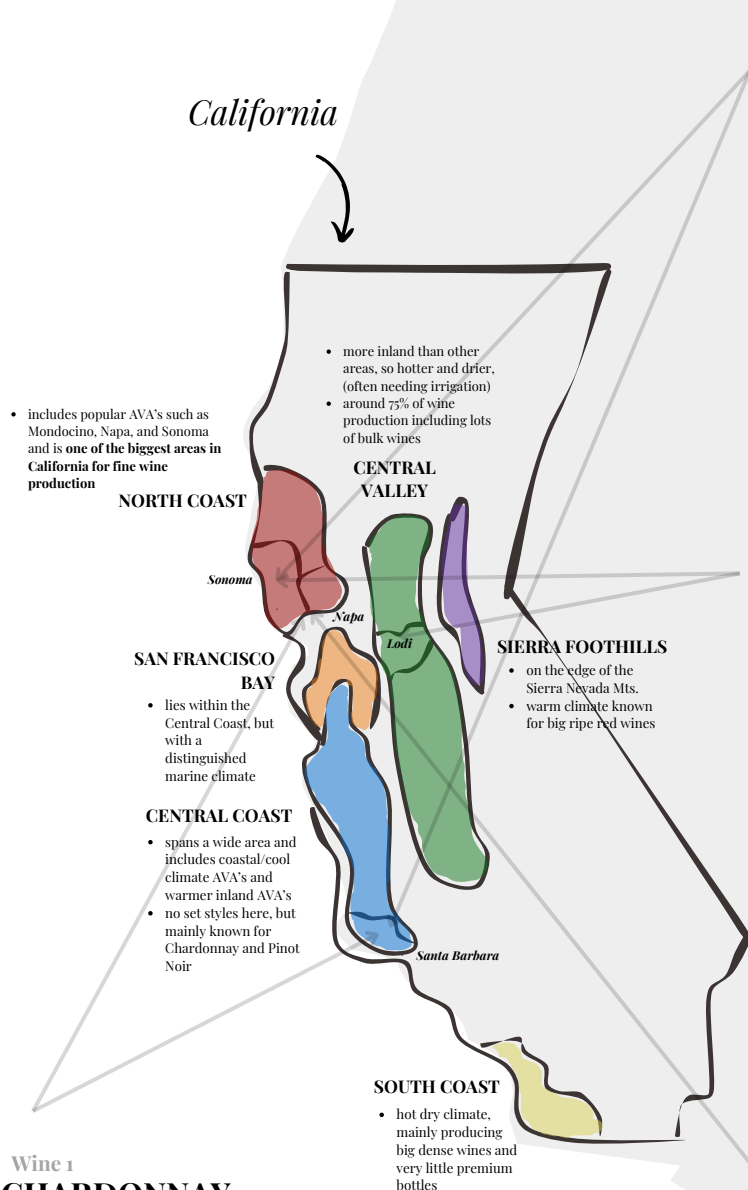 California
more inland than other
areas, so hotter and drier,
(often needing irrigation)
around 75% of wine
production including lots
of bulk wines
includes popular AVA's such as
Mondocino, Napa, and Sonoma
and is one of the biggest areas in
California for fine wine
production
NORTH COAST
CENTRAL
VALLEY
Sonoma
Napa
Lodi
SAN FRANCISCO
BAY
lies within the
Central Coast, but
with a
distinguished
marine climate
SIERRA FOOTHILLS
on the edge of the
Sierra Nevada Mts.
warm climate known
for big ripe red wines
CENTRAL COAST
spans a wide area and
includes coastal/cool
climate AVA's and
warmer inland AVA's
no set styles here, but
mainly known for
Chardonnay and Pinot
Noir
Santa Barbara
SOUTH COAST
hot dry climate,
mainly producing
big dense wines and
very little premium
bottles
Wine 1
CHARDONNAY